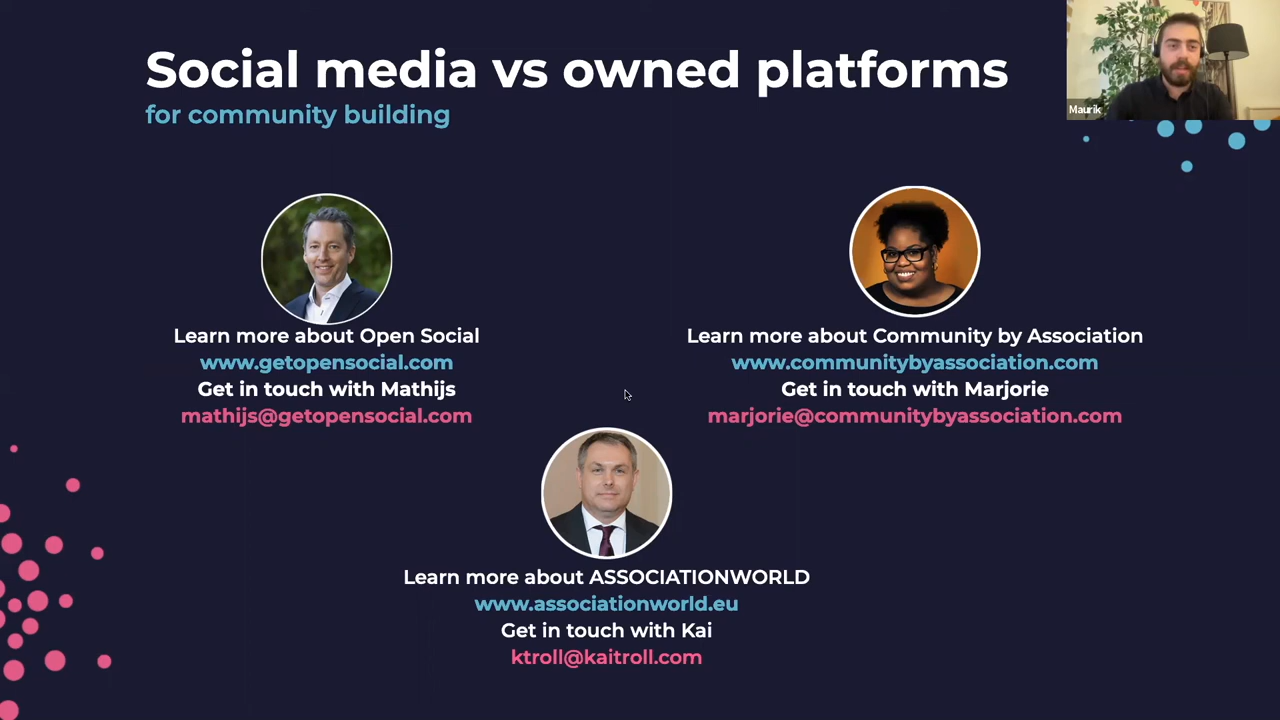 Social media vs owned platforms
for community building
Maurik
Learn more about Open Social
www.getopensocial.com
Get in touch with Mathijs
mathijs@getopensocial.com
Learn more about Community by Association
www.communitybyassociation.com
Get in touch with Marjorie
marjorie@communitybyassociation.com
Learn more about ASSOCIATIONWORLD
www.associationworld.eu
Get in touch with Kai
ktroll@kaitroll.com